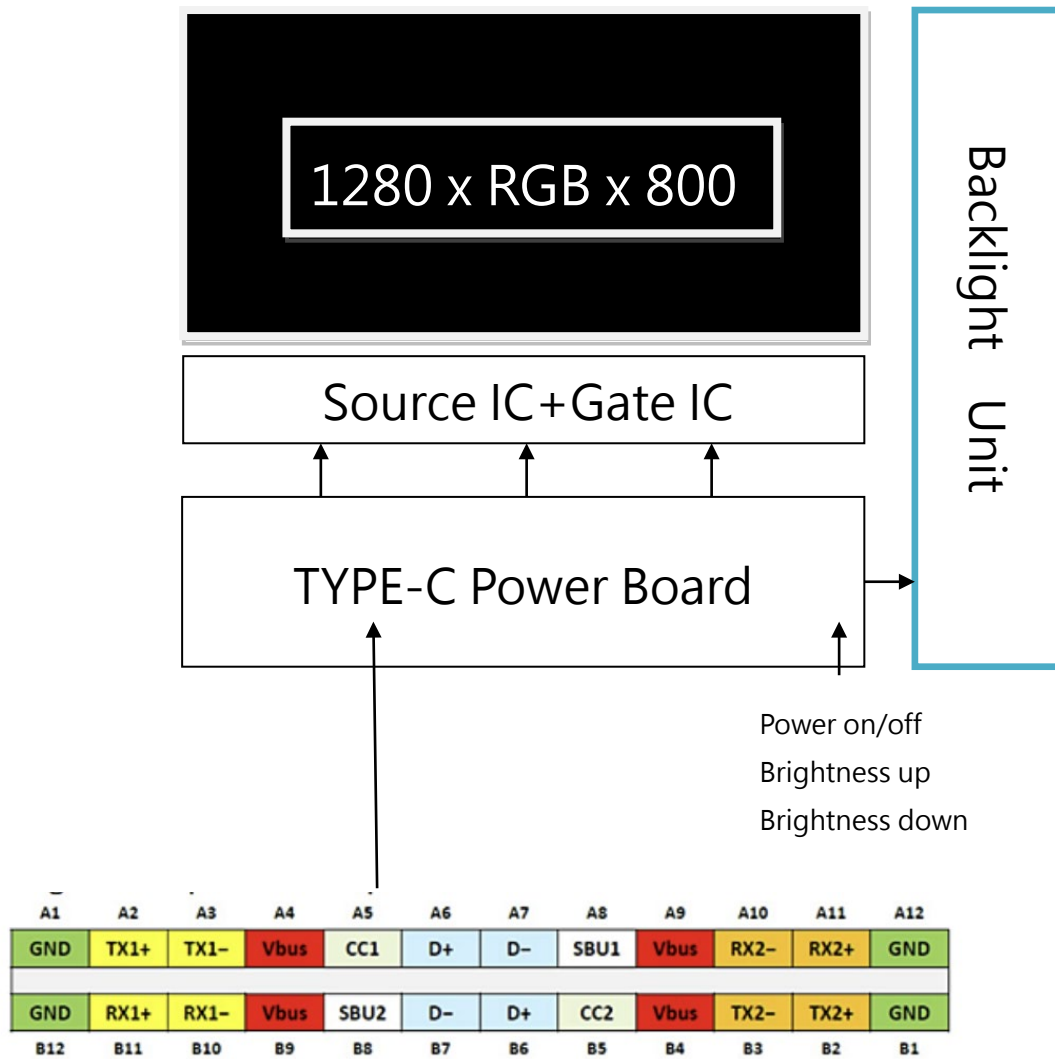 1280 x RGB x 800
Backlight Unit
Source IC+Gate IC
TYPE-C Power Board
Power on/off
Brightness up
Brightness down
A1 A2 A3 A4 A5 A6 A7 A8 A9 A10 A11 A12
GND TX1+ TX1− Vbus CC1 D+ D− SBU1 Vbus RX2− RX2+ GND
GND RX1+ RX1− Vbus SBU2 D− D+ CC2 Vbus TX2− TX2+ GND
B12 B11 B10 B9 B8 B7 B6 B5 B4 B3 B2 B1